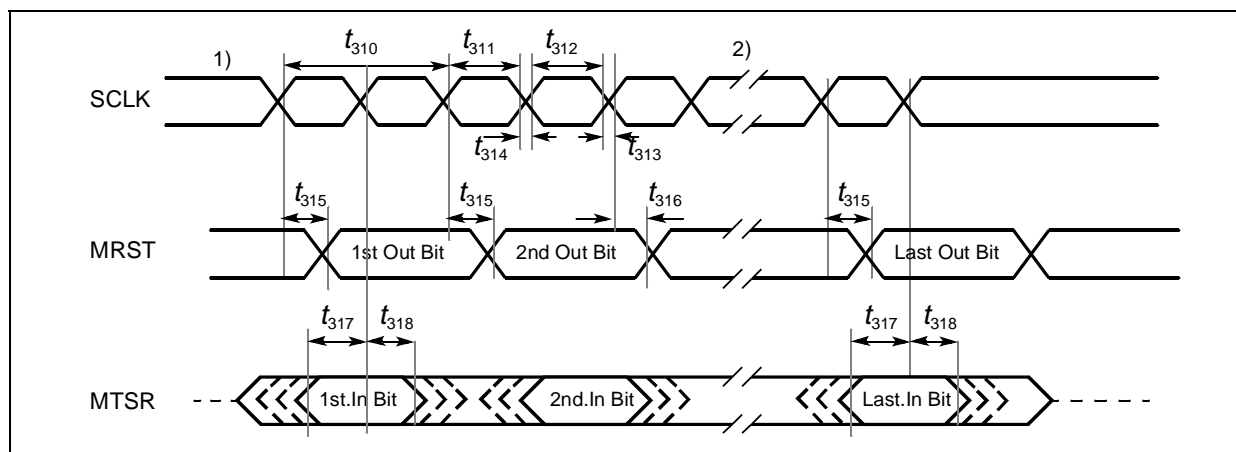 1) t310 t311 t312 2)
SCLK
t314 t313
t315 t315 t316 t315
MRST 1st Out Bit 2nd Out Bit Last Out Bit
t317 t318 t317 t318
MTSR 1st.In Bit 2nd.In Bit Last.In Bit